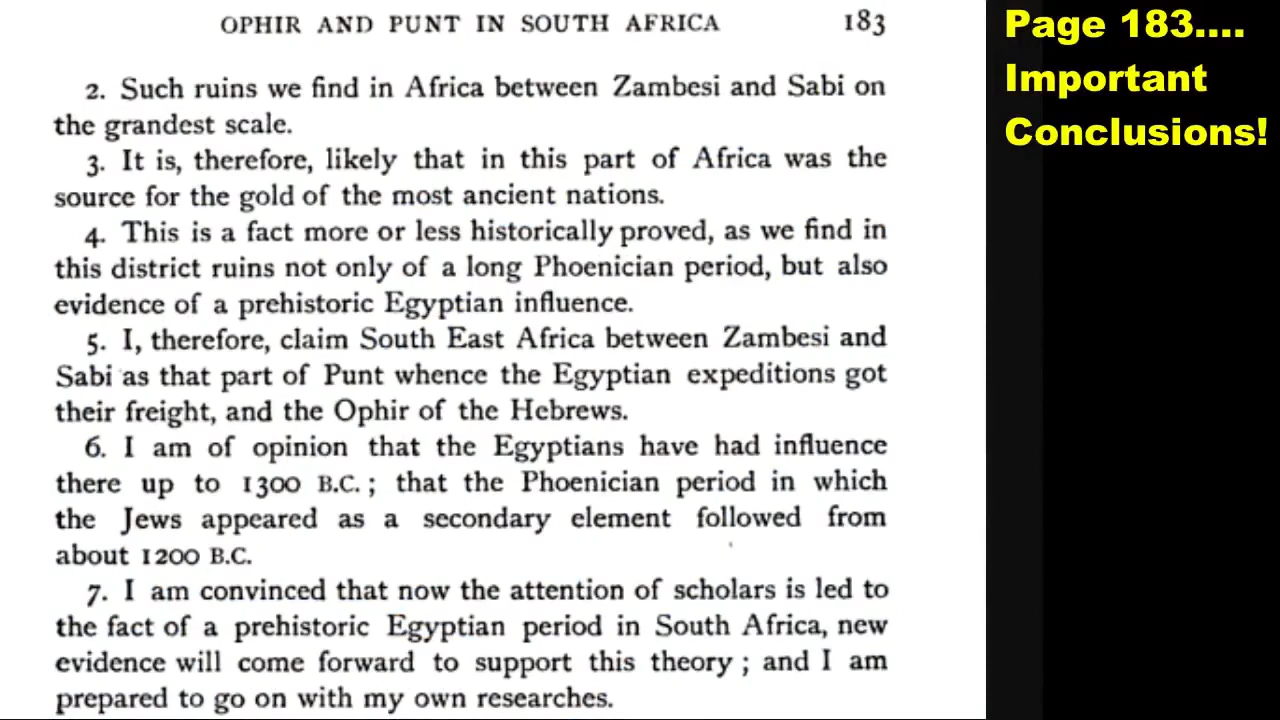 OPHIR AND PUNT IN SOUTH AFRICA 183
2. Such ruins we find in Africa between Zambesi and Sabi on
the grandest scale.
3. It is, therefore, likely that in this part of Africa was the
source for the gold of the most ancient nations.
4. This is a fact more or less historically proved, as we find in
this district ruins not only of a long Phoenician period, but also
evidence of a prehistoric Egyptian influence.
5. I, therefore, claim South East Africa between Zambesi and
Sabi as that part of Punt whence the Egyptian expeditions got
their freight, and the Ophir of the Hebrews.
6. I am of opinion that the Egyptians have had influence
there up to 1300 B.C.; that the Phoenician period in which
the Jews appeared as a secondary element followed from
about 1200 B.C.
7. I am convinced that now the attention of scholars is led to
the fact of a prehistoric Egyptian period in South Africa, new
evidence will come forward to support this theory; and I am
prepared to go on with my own researches.
Page 183....
Important
Conclusions!